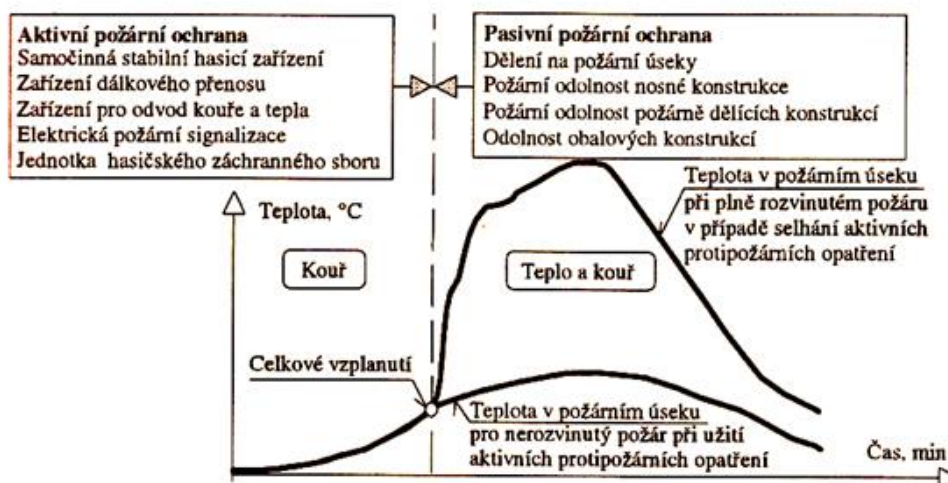 Aktivní požární ochrana
Samočinná stabilní hasicí zařízení
Zařízení dálkového přenosu
Zařízení pro odvod kouře a tepla
Elektrická požární signalizace
Jednotka hasičského záchranného sboru
Pasivní požární ochrana
Dělení na požární úseky
Požární odolnost nosné konstrukce
Požární odolnost požárně dělících konstrukcí
Odolnost obalových konstrukcí
Teplota, °C
Kouř
Teplo a kouř
Teplota v požárním úseku
při plně rozvinutém požáru
v případě selhání aktivních
protipožárních opatření
Celkové vzplanutí
Teplota v požárním úseku
pro nerozvinutý požár při užití
aktivních protipožárních opatření
Čas, min